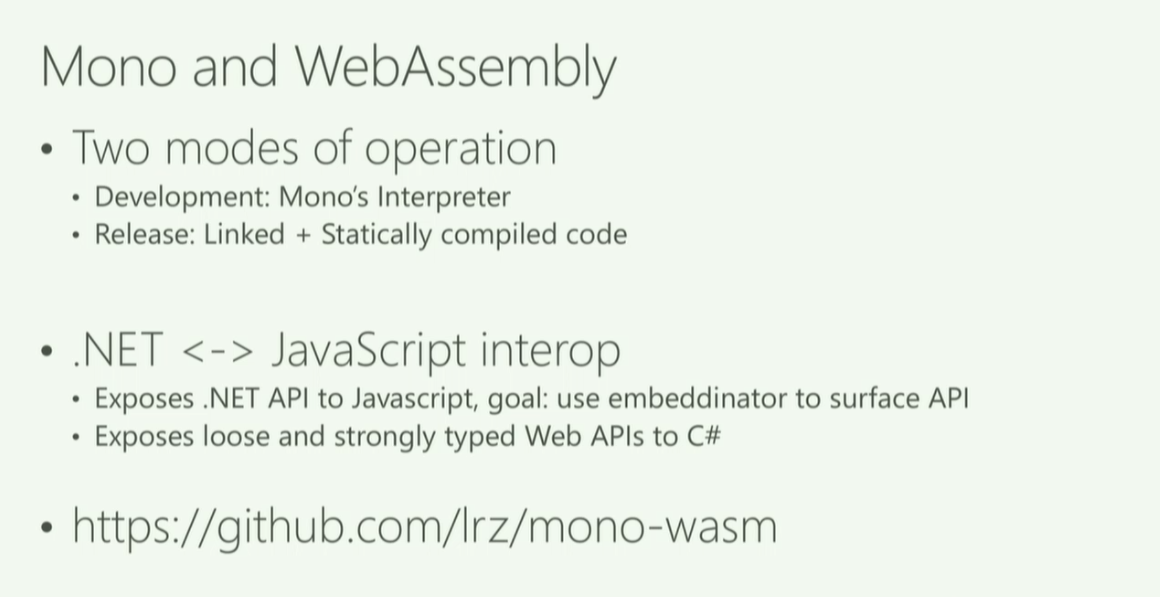 Mono and WebAssembly
• Two modes of operation
• Development: Mono's Interpreter
• Release: Linked + Statically compiled code
• .NET <-> JavaScript interop
• Exposes .NET API to Javascript, goal: use embeddinator to surface API
• Exposes loose and strongly typed Web APIs to C#
• https://github.com/lrz/mono-wasm